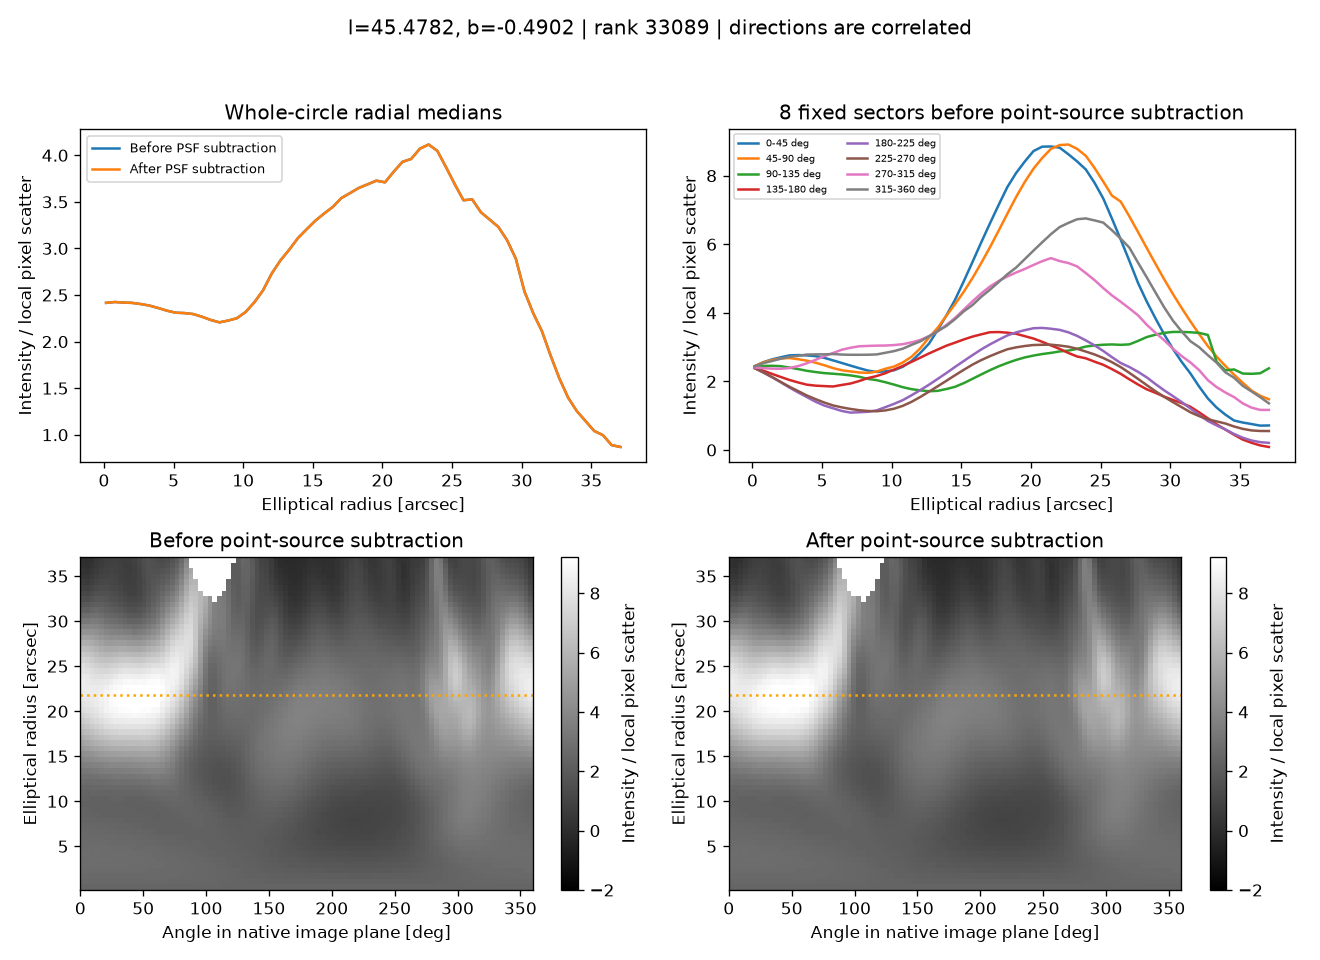 l=45.4782, b=-0.4902 | rank 33089 | directions are correlated
Whole-circle radial medians
Before PSF subtraction
After PSF subtraction
Intensity / local pixel scatter
4.0
3.5
3.0
2.5
2.0
1.5
1.0
0 5 10 15 20 25 30 35
Elliptical radius [arcsec]
8 fixed sectors before point-source subtraction
0-45 deg
45-90 deg
90-135 deg
135-180 deg
180-225 deg
225-270 deg
270-315 deg
315-360 deg
Intensity / local pixel scatter
8
6
4
2
0
0 5 10 15 20 25 30 35
Elliptical radius [arcsec]
Before point-source subtraction
Elliptical radius [arcsec]
35
30
25
20
15
10
5
0 50 100 150 200 250 300 350
Angle in native image plane [deg]
8
6
4
2
0
−2
Intensity / local pixel scatter
After point-source subtraction
Elliptical radius [arcsec]
35
30
25
20
15
10
5
0 50 100 150 200 250 300 350
Angle in native image plane [deg]
8
6
4
2
0
−2
Intensity / local pixel scatter